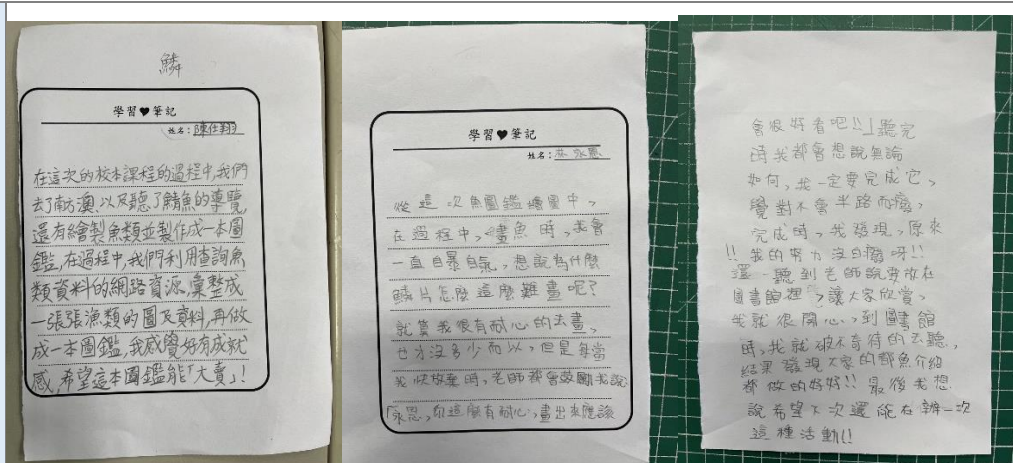 鱗
學習♥筆記
姓名：陳仕翔
在這次的校本課程的過程中,我們
去了南方澳,以及聽了鯖魚的導覽,
還有繪製魚類並製作成一本圖
鑑,在過程中,我們利用查詢魚
類資料的網路資源,彙整成
一張張漁類的圖及資料,再做
成一本圖鑑,我感覺好有成就
感,希望這本圖鑑能「大賣」!
學習♥筆記
姓名：永恩
從這次魚圖鑑繪畫中,
在過程中,畫魚時,我會
一直自暴自氣,想說為什麼
鱗片怎麼這麼難畫呢?
就算我很有耐心的去畫,
也才沒多少而以,但是每當
我快放棄時,老師都會鼓勵我說
「永恩,你這麼有耐心,畫出來應該
會很好看吧!!」聽完
時我都會想說無論
如何,我一定要完成它,
覺對不會半路而廢,
完成時,我發現,原來
!! 我的努力沒白廢呀!!
還一聽到老師說要放在
圖書館裡,讓大家欣賞,
我就很開心,到圖書館
時,我就破不膏待的去聽,
結果發現大家的都魚介紹
都做的好好!! 最後我想
說希望下次還能在辦一次
這種活動!!